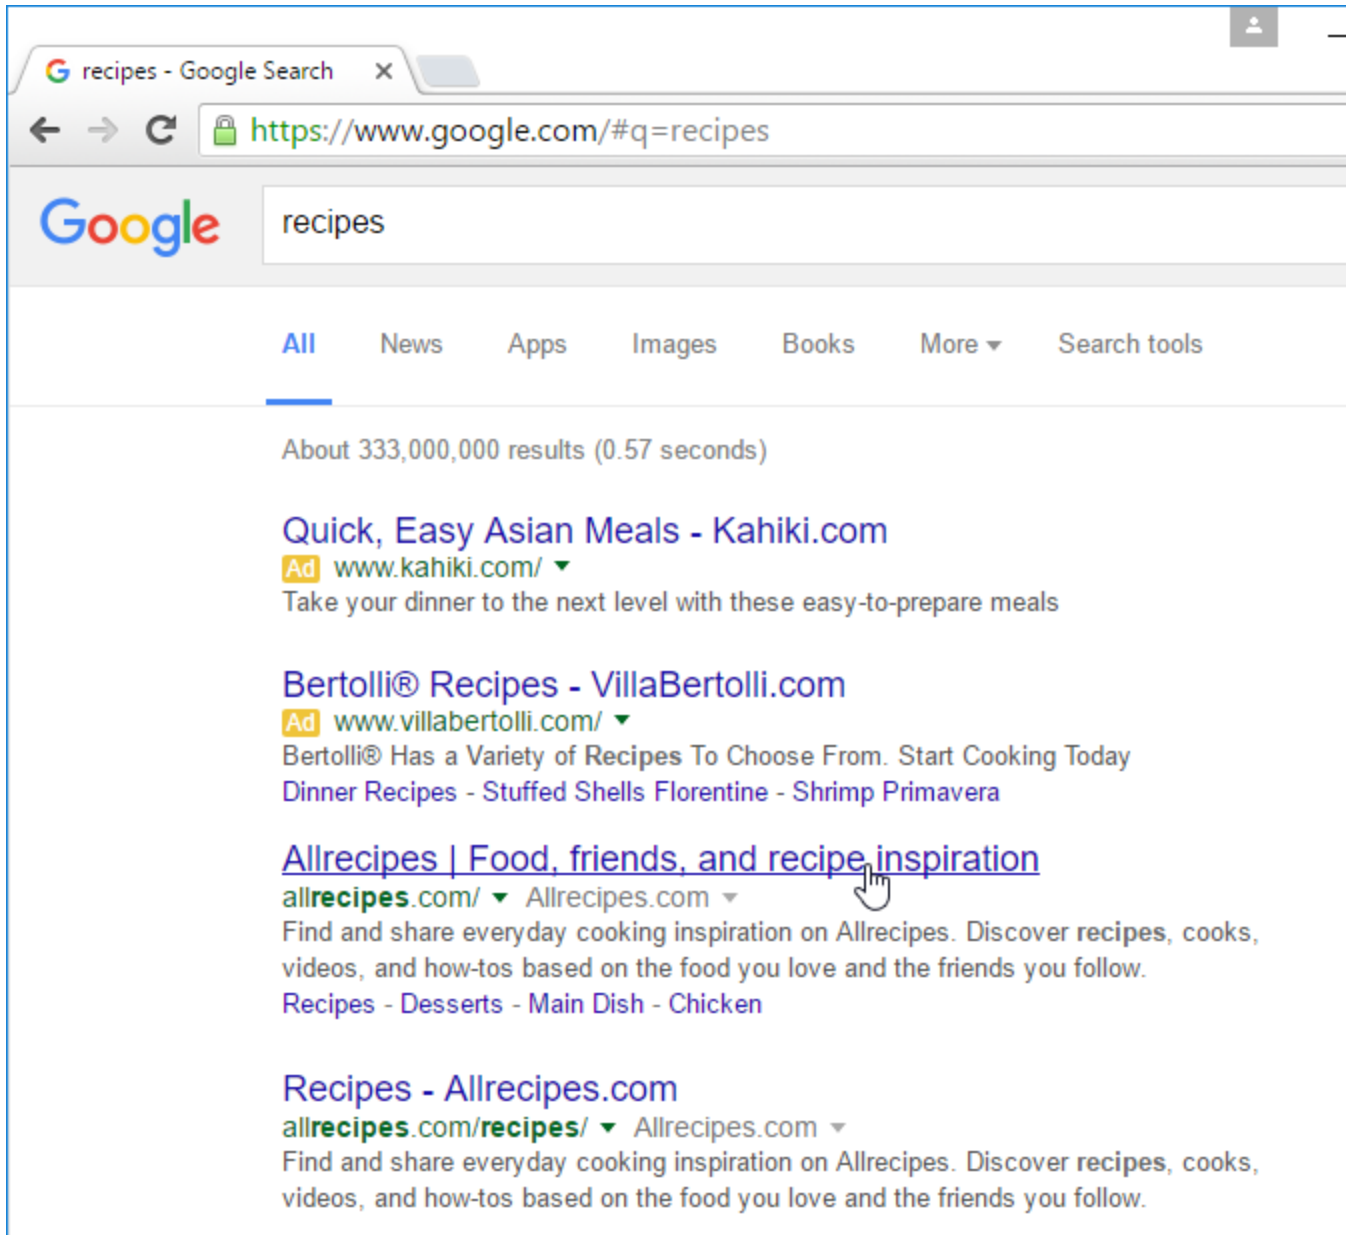 recipes - Google Search
https://www.google.com/#q=recipes
Google
recipes
All News Apps Images Books More Search tools
About 333,000,000 results (0.57 seconds)
Quick, Easy Asian Meals - Kahiki.com
Ad www.kahiki.com/
Take your dinner to the next level with these easy-to-prepare meals
Bertolli® Recipes - VillaBertolli.com
Ad www.villabertolli.com/
Bertolli® Has a Variety of Recipes To Choose From. Start Cooking Today
Dinner Recipes - Stuffed Shells Florentine - Shrimp Primavera
Allrecipes | Food, friends, and recipe inspiration
allrecipes.com/ Allrecipes.com
Find and share everyday cooking inspiration on Allrecipes. Discover recipes, cooks,
videos, and how-tos based on the food you love and the friends you follow.
Recipes - Desserts - Main Dish - Chicken
Recipes - Allrecipes.com
allrecipes.com/recipes/ Allrecipes.com
Find and share everyday cooking inspiration on Allrecipes. Discover recipes, cooks,
videos, and how-tos based on the food you love and the friends you follow.